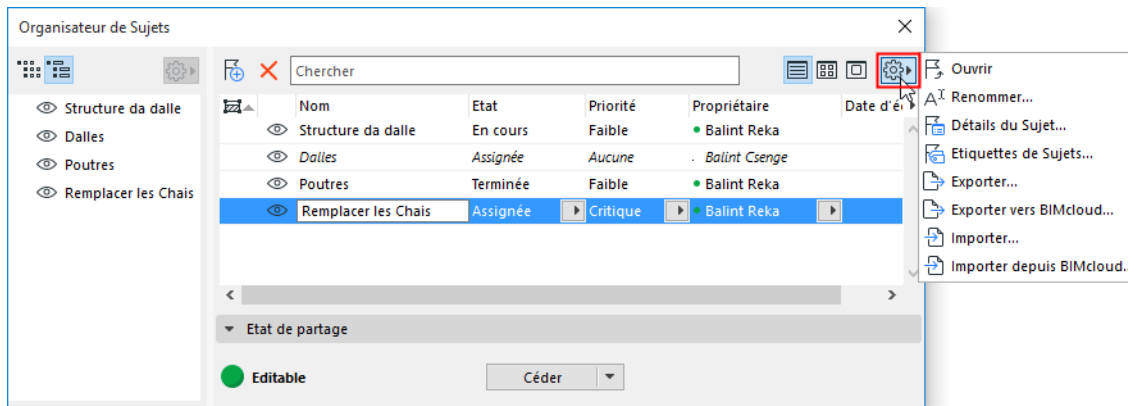 Organisateur de Sujets
Chercher
Structure da dalle
Dalles
Poutres
Remplacer les Chais
Nom Etat Priorité Propriétaire Date d'é
Structure da dalle En cours Faible Balint Reka
Dalles Assignée Aucune Balint Csenge
Poutres Terminée Faible Balint Reka
Remplacer les Chais Assignée Critique Balint Reka
Etat de partage
Editable Céder
Ouvrir
Renommer...
Détails du Sujet...
Etiquettes de Sujets...
Exporter...
Exporter vers BIMcloud...
Importer...
Importer depuis BIMcloud..